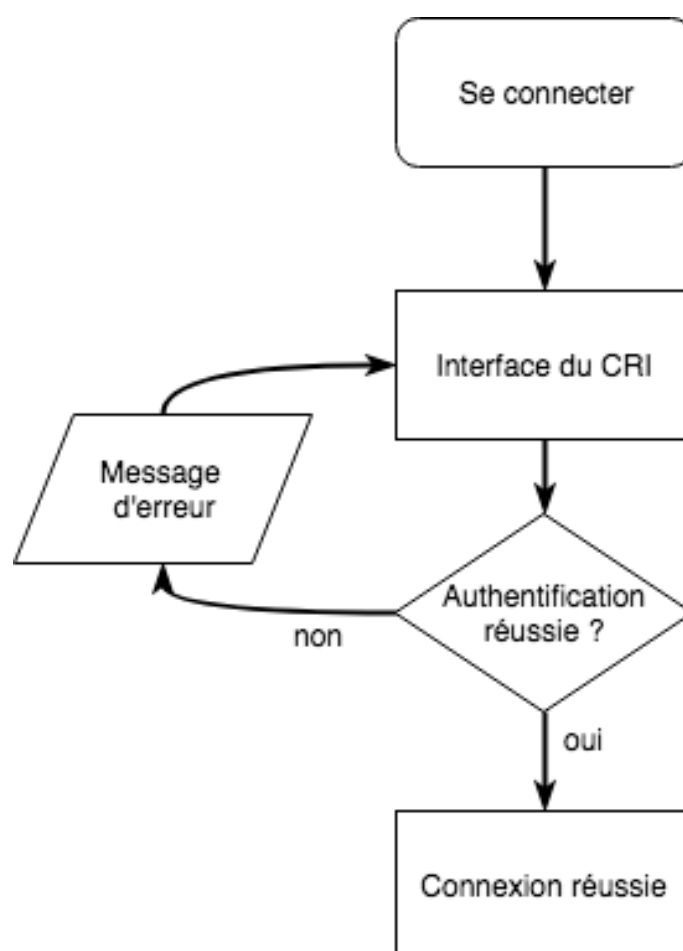 Se connecter
Interface du CRI
Message
d'erreur
Authentification
réussie ?
non
oui
Connexion réussie